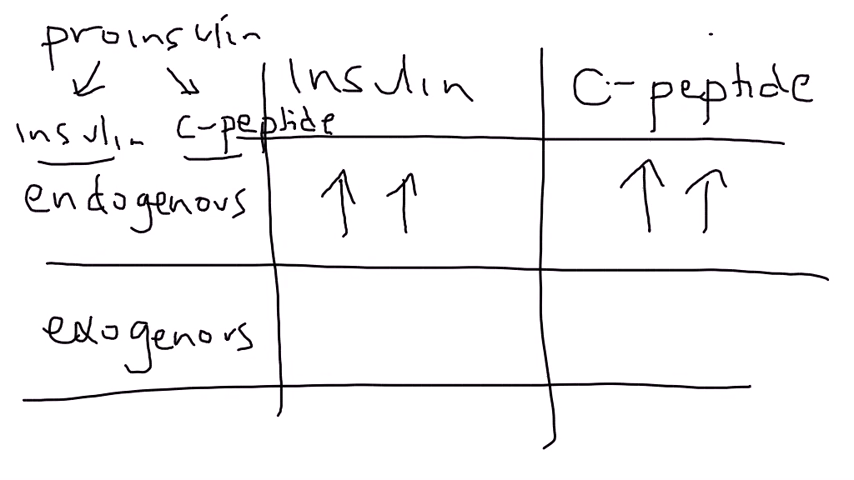 proinsulin
↙ ↘
Insulin C-peptide
insulin c-peptide
endogenous ↑ ↑ ↑ ↑
exogenous